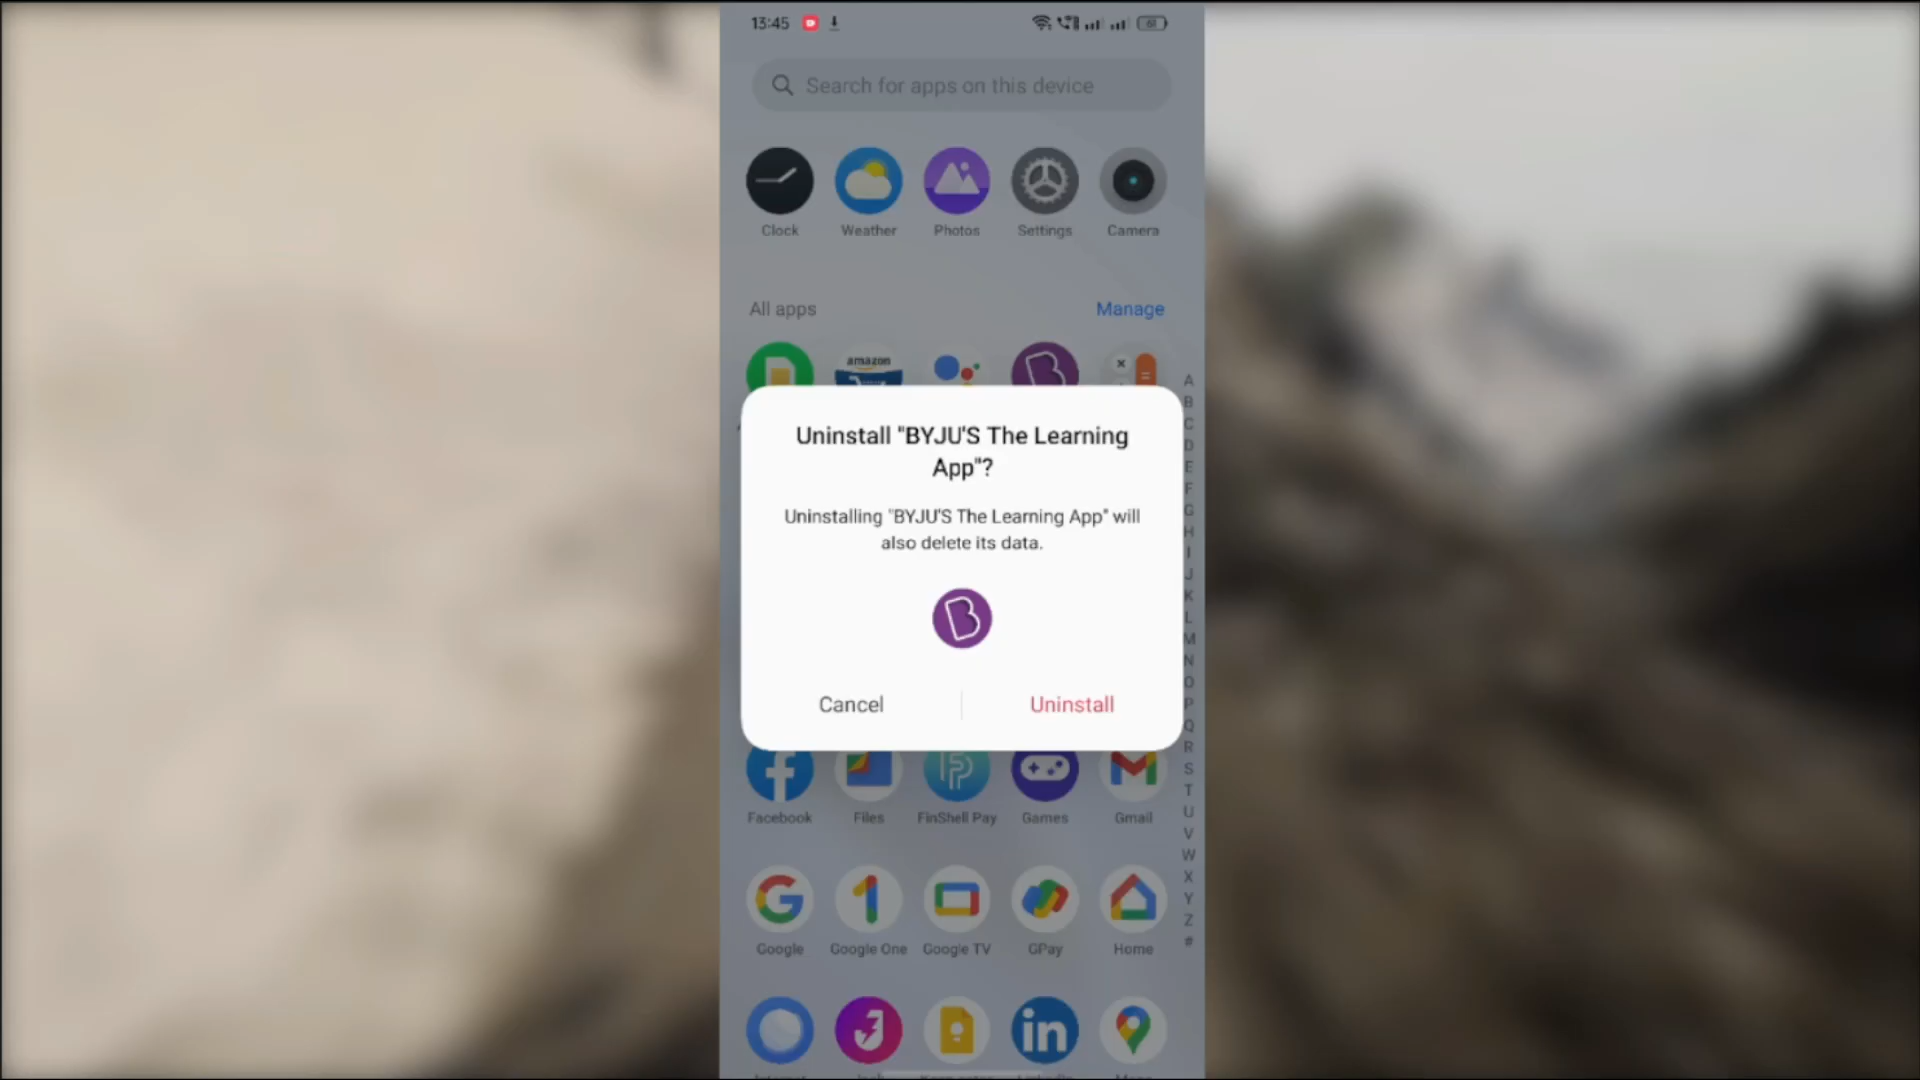 13:45
61
Search for apps on this device
Clock Weather Photos Settings Camera
All apps Manage
amazon
Uninstall "BYJU'S The Learning
App"?
Uninstalling "BYJU'S The Learning App" will
also delete its data.
Cancel Uninstall
Facebook Files FinShell Pay Games Gmail
Google Google One Google TV GPay Home
A
B
C
D
E
F
G
H
I
J
K
L
M
N
O
P
Q
R
S
T
U
V
W
X
Y
Z
#